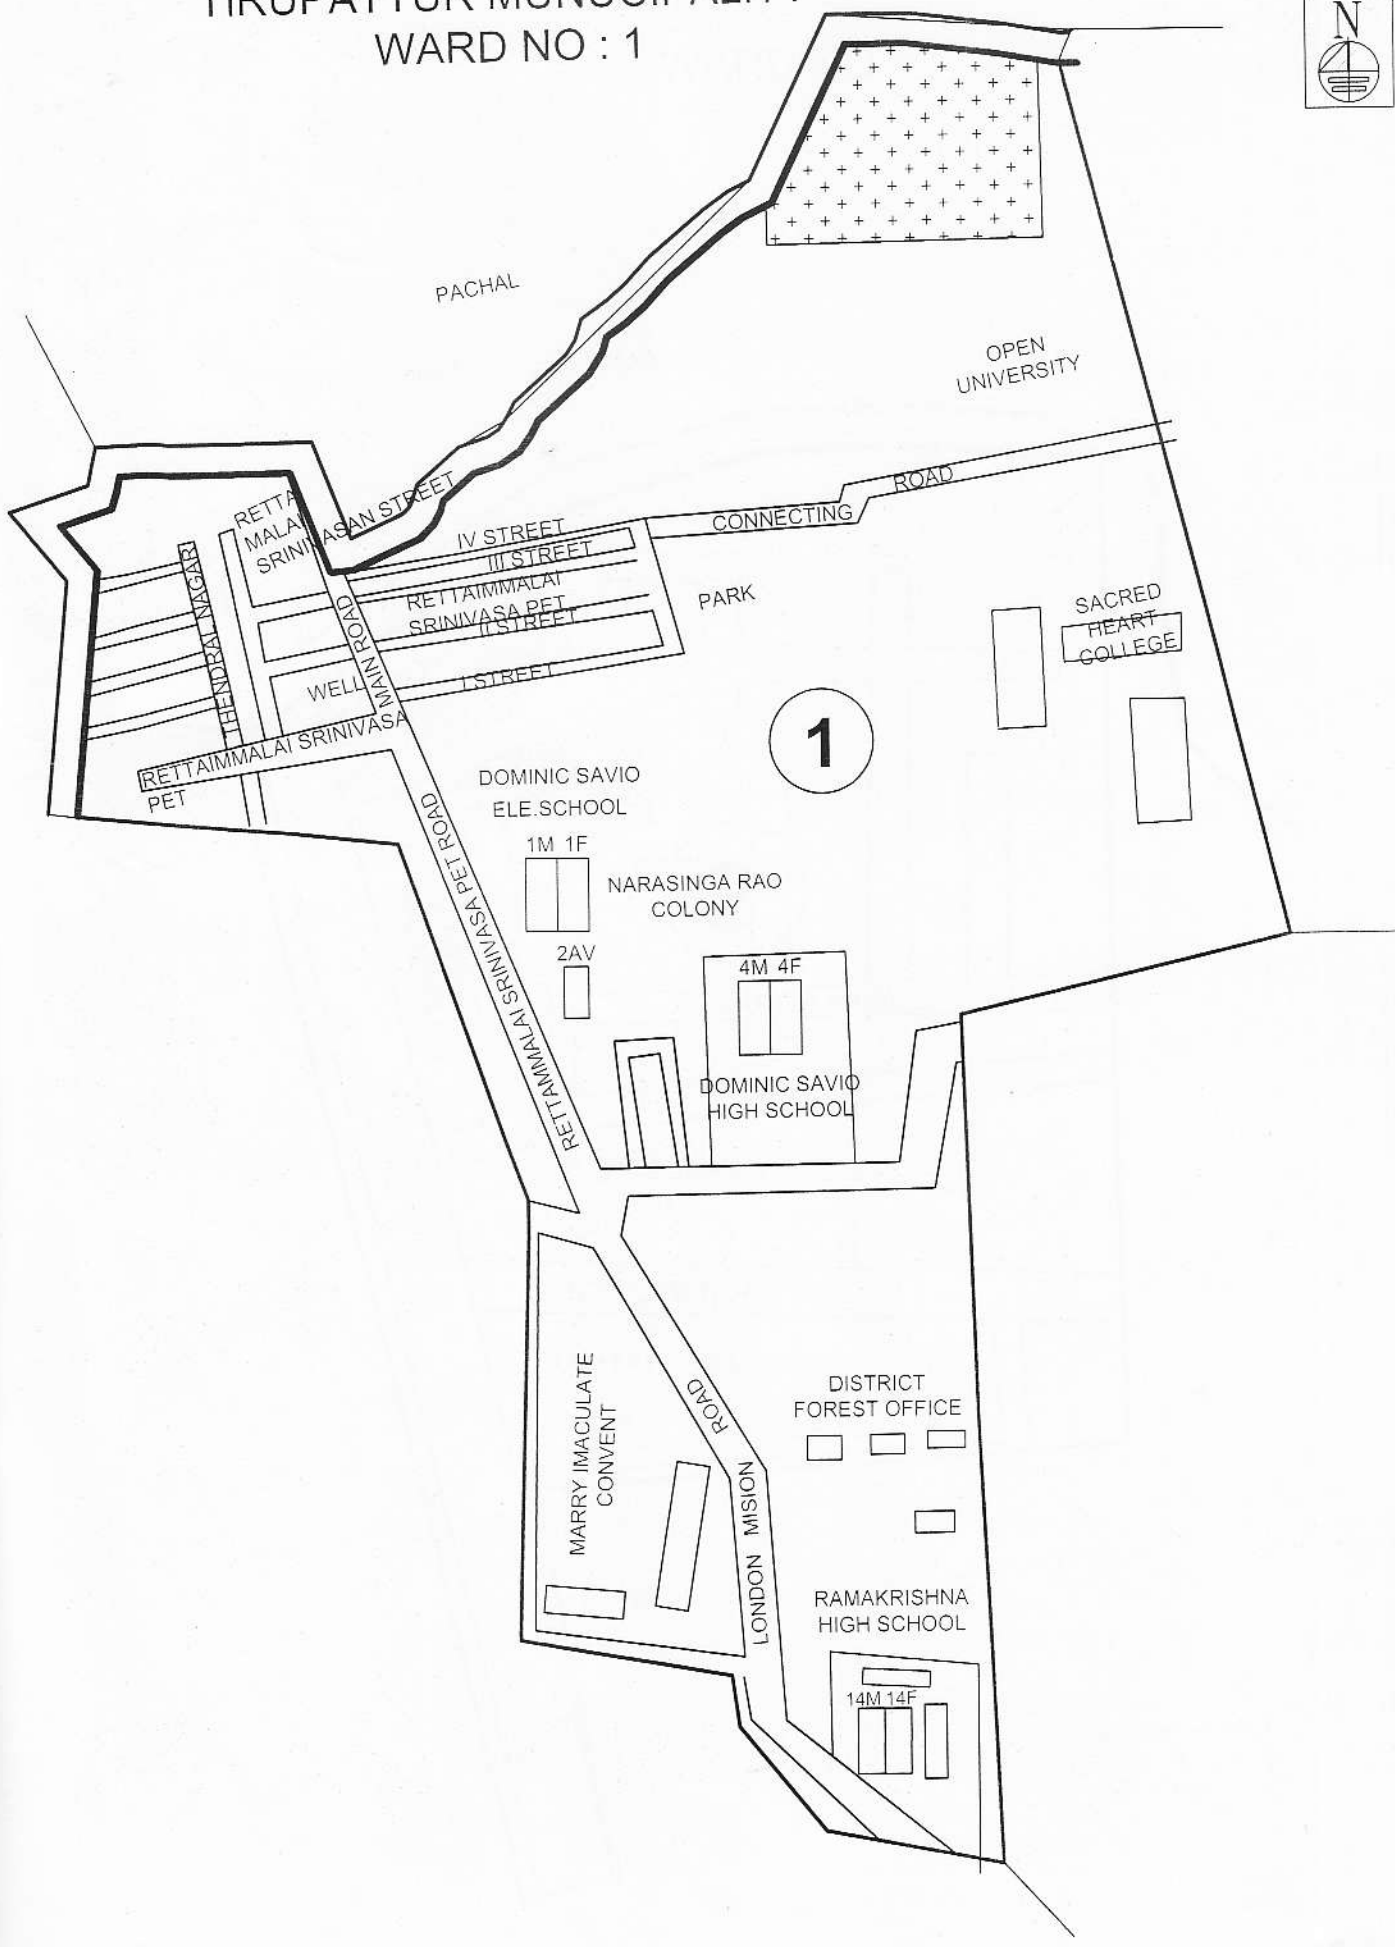 TIRUPATTUR MUNUCIPALITY
WARD NO : 1
N
PACHAL
OPEN
UNIVERSITY
RETTA
MALAI
SRINIVASAN STREET
IV STREET
III STREET
RETTAIMMALAI
SRINIVASA PET
II STREET
I STREET
CONNECTING
ROAD
PARK
SACRED
HEART
COLLEGE
THENDRAL NAGAR
MAIN ROAD
WELL
RETTAIMMALAI SRINIVASA
PET
1
DOMINIC SAVIO
ELE.SCHOOL
1M 1F
NARASINGA RAO
COLONY
2AV
RETTAMMALAI SRINIVASA PET ROAD
4M 4F
DOMINIC SAVIO
HIGH SCHOOL
MARRY IMACULATE
CONVENT
ROAD
LONDON MISION
DISTRICT
FOREST OFFICE
RAMAKRISHNA
HIGH SCHOOL
14M 14F